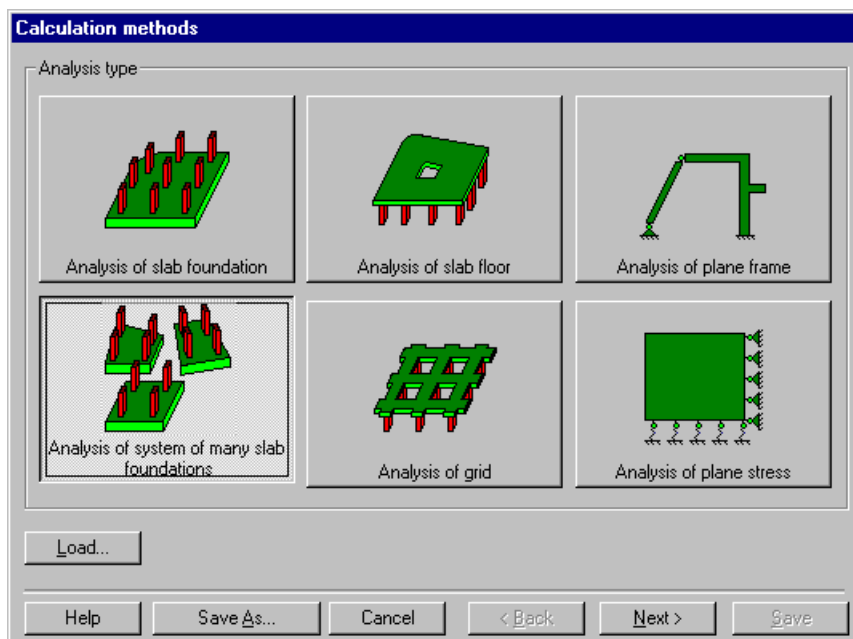 Calculation methods
Analysis type
Analysis of slab foundation
Analysis of slab floor
Analysis of plane frame
Analysis of system of many slab
foundations
Analysis of grid
Analysis of plane stress
Load...
Help
Save As...
Cancel
< Back
Next >
Save